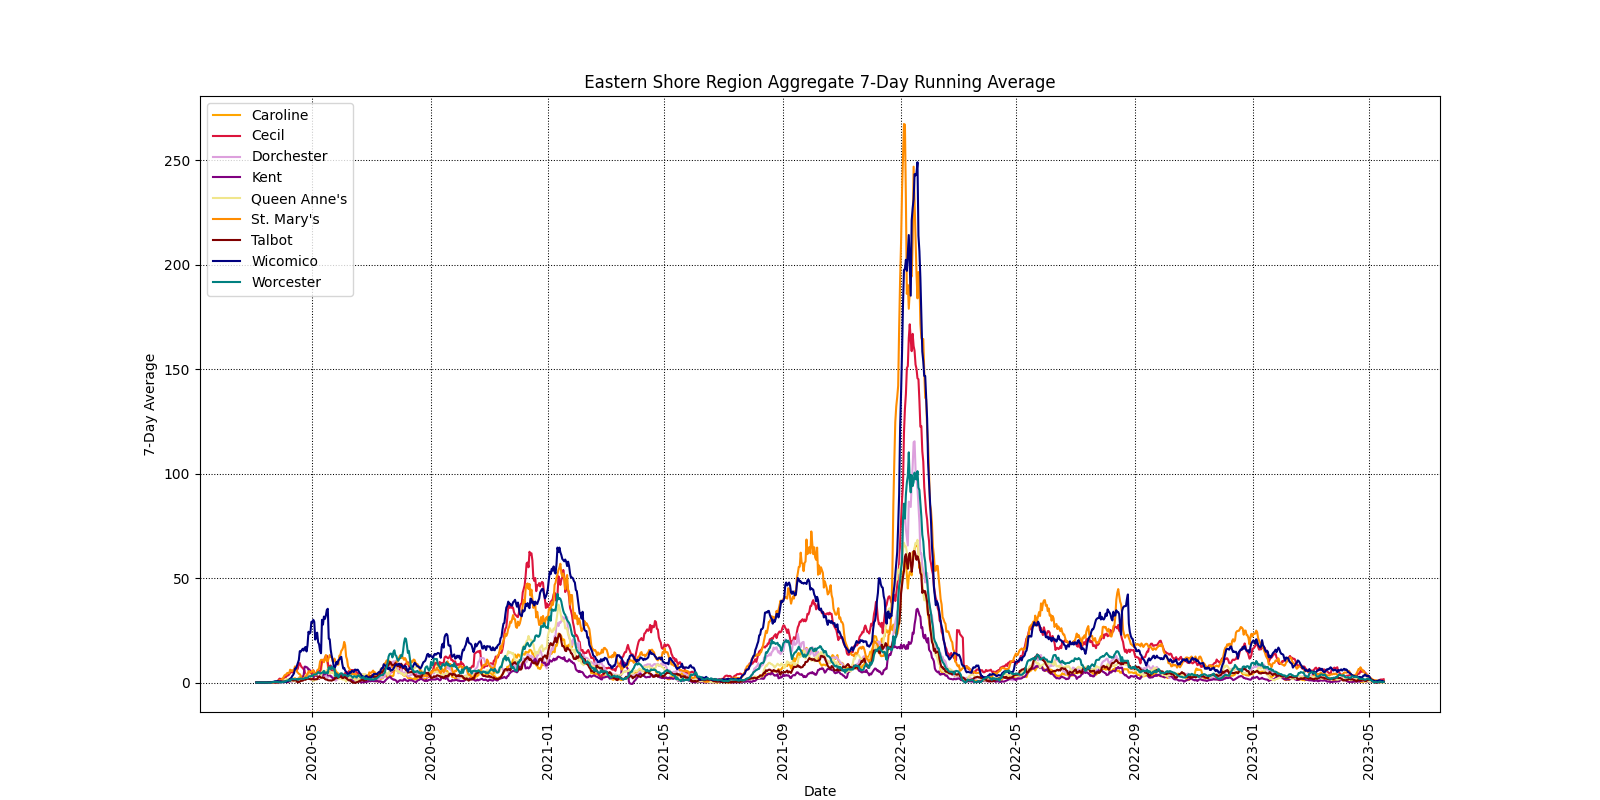 Eastern Shore Region Aggregate 7-Day Running Average
Caroline
Cecil
Dorchester
Kent
Queen Anne's
St. Mary's
Talbot
Wicomico
Worcester
7-Day Average
250
200
150
100
50
0
2020-05
2020-09
2021-01
2021-05
2021-09
2022-01
2022-05
2022-09
2023-01
2023-05
Date